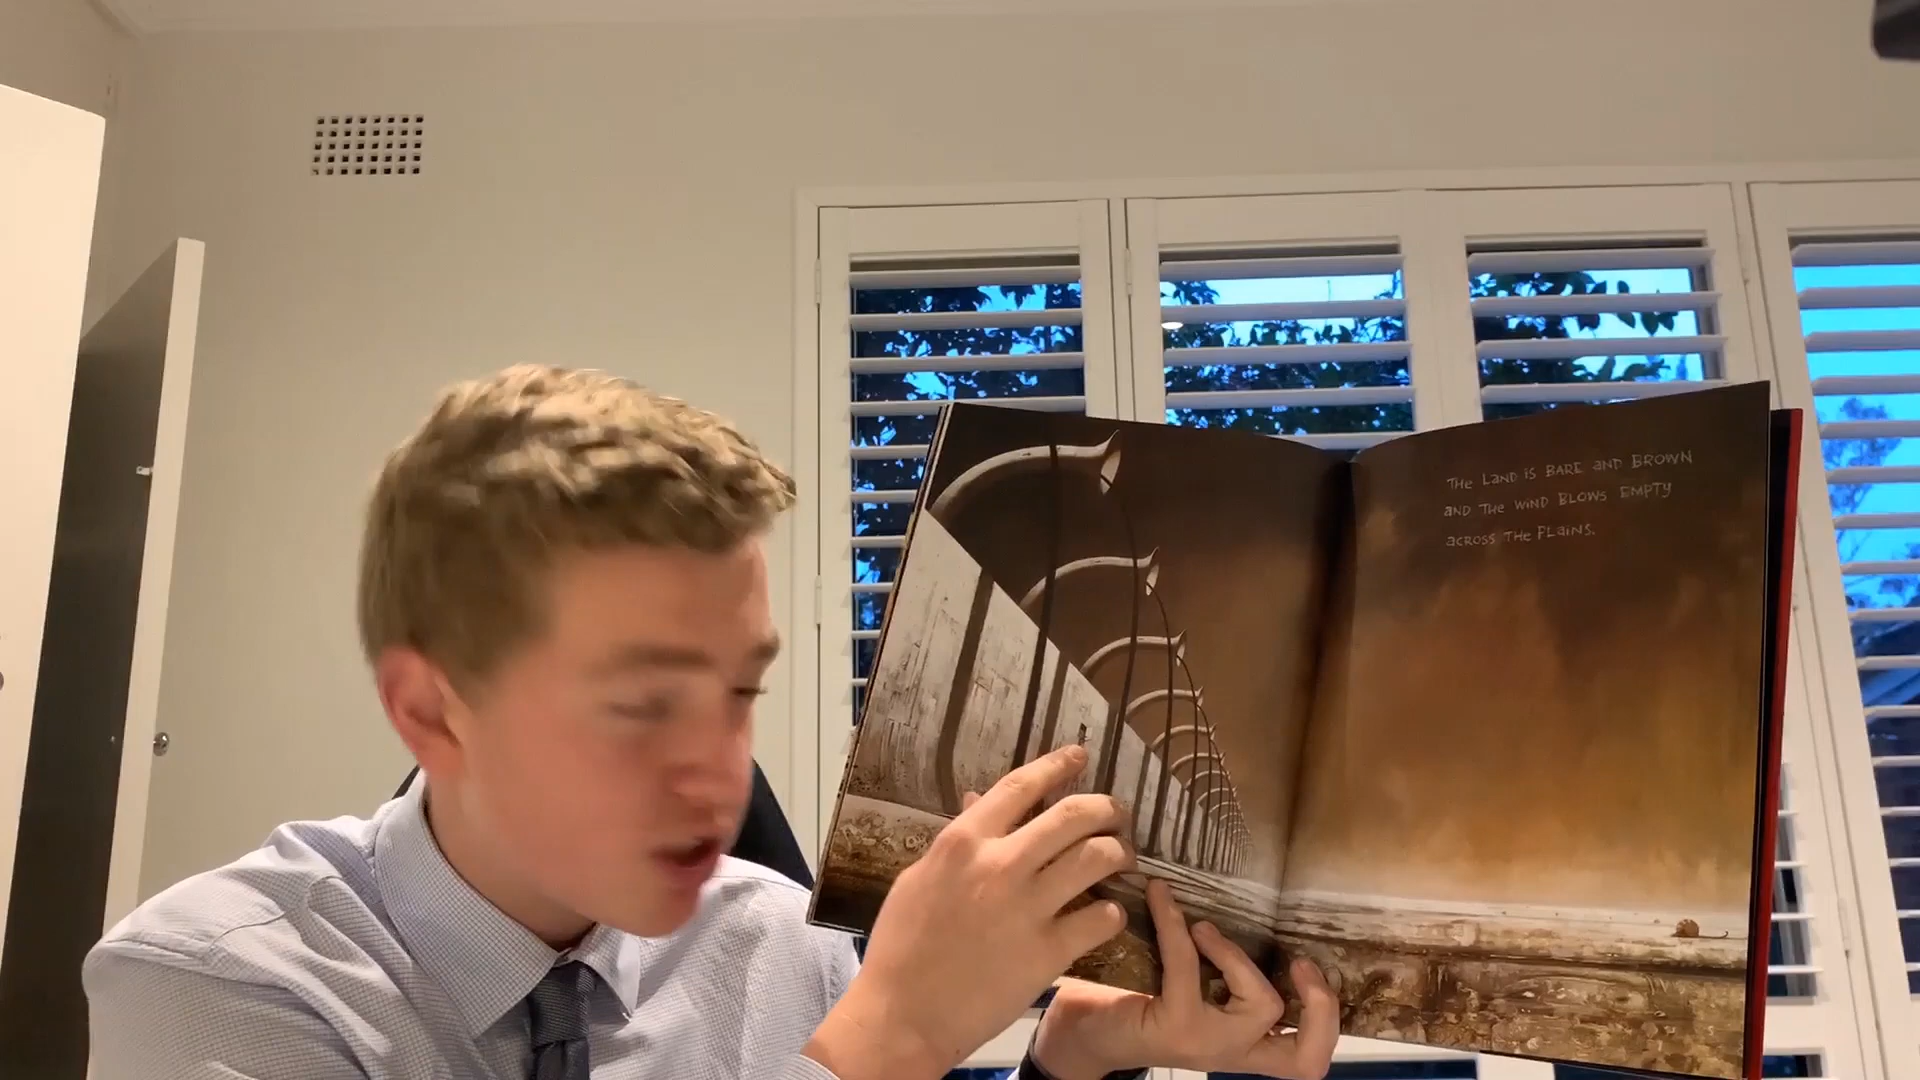 THe LaND iS BARE aND BROWN
aND THe WiND BLOWS EMPTY
aCROSS THe PLaiNS.